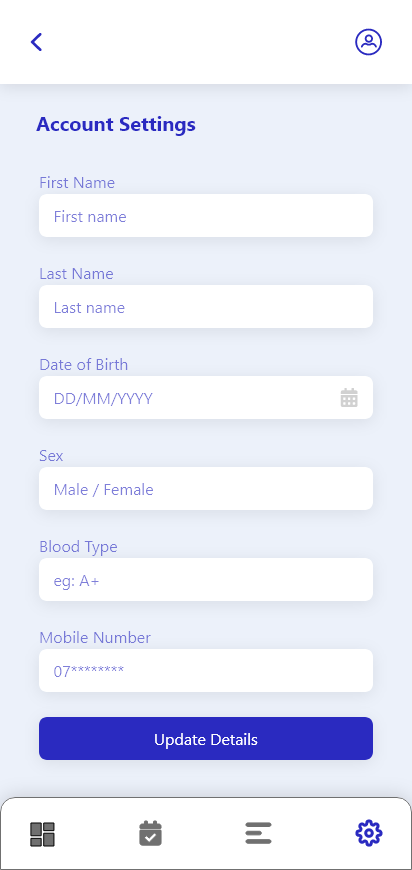 Account Settings
First Name
First name
Last Name
Last name
Date of Birth
DD/MM/YYYY
Sex
Male / Female
Blood Type
eg: A+
Mobile Number
07********
Update Details